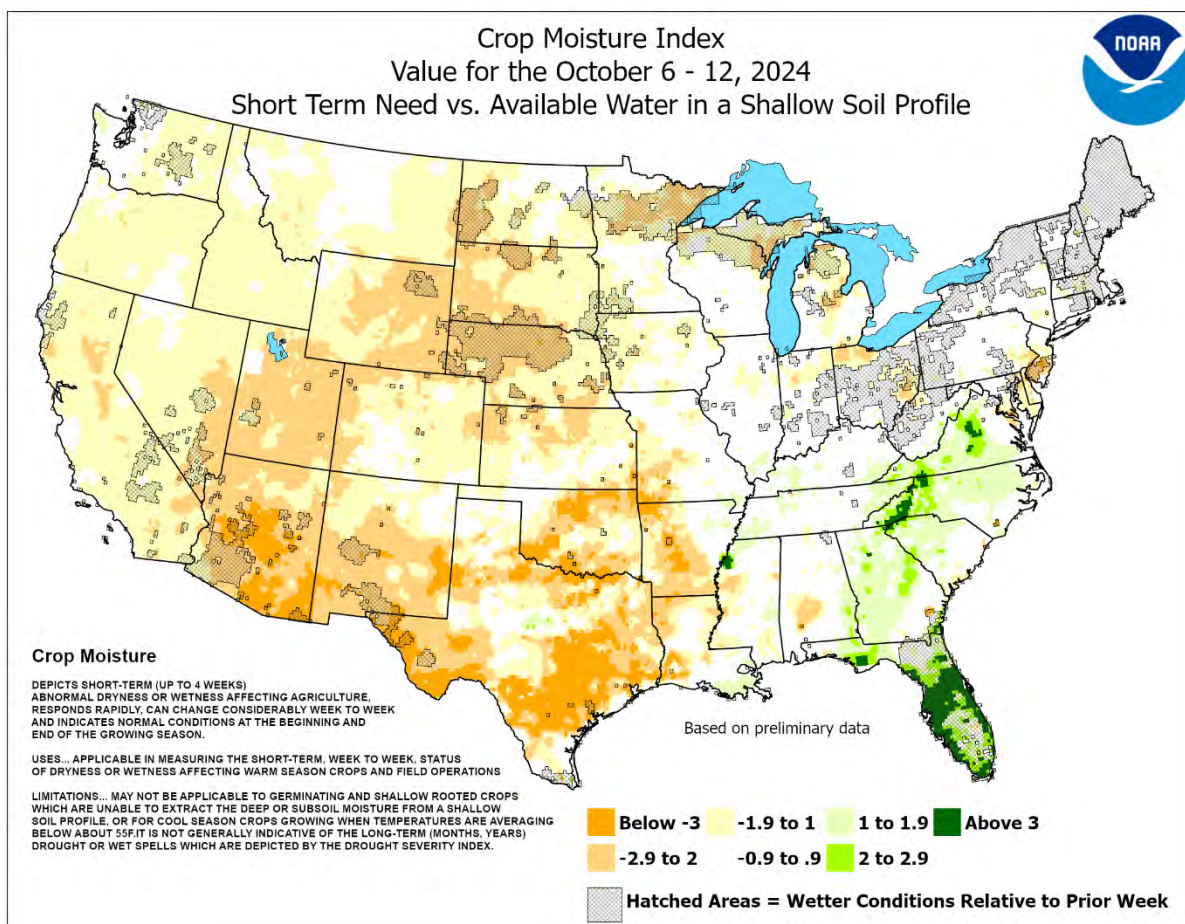 Crop Moisture Index
Value for the October 6 - 12, 2024
Short Term Need vs. Available Water in a Shallow Soil Profile
NOAA
Crop Moisture
DEPICTS SHORT-TERM (UP TO 4 WEEKS)
ABNORMAL DRYNESS OR WETNESS AFFECTING AGRICULTURE,
RESPONDS RAPIDLY, CAN CHANGE CONSIDERABLY WEEK TO WEEK
AND INDICATES NORMAL CONDITIONS AT THE BEGINNING AND
END OF THE GROWING SEASON.
USES... APPLICABLE IN MEASURING THE SHORT-TERM, WEEK TO WEEK, STATUS
OF DRYNESS OR WETNESS AFFECTING WARM SEASON CROPS AND FIELD OPERATIONS
LIMITATIONS... MAY NOT BE APPLICABLE TO GERMINATING AND SHALLOW ROOTED CROPS
WHICH ARE UNABLE TO EXTRACT THE DEEP OR SUBSOIL MOISTURE FROM A SHALLOW
SOIL PROFILE, OR FOR COOL SEASON CROPS GROWING WHEN TEMPERATURES ARE AVERAGING
BELOW ABOUT 55F.IT IS NOT GENERALLY INDICATIVE OF THE LONG-TERM (MONTHS, YEARS)
DROUGHT OR WET SPELLS WHICH ARE DEPICTED BY THE DROUGHT SEVERITY INDEX.
Based on preliminary data
Below -3 -1.9 to 1 1 to 1.9 Above 3
-2.9 to 2 -0.9 to .9 2 to 2.9
Hatched Areas = Wetter Conditions Relative to Prior Week